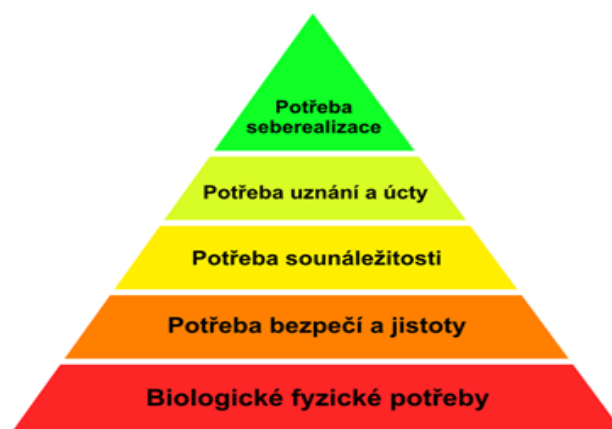 Potřeba
seberealizace
Potřeba uznání a úcty
Potřeba sounáležitosti
Potřeba bezpečí a jistoty
Biologické fyzické potřeby